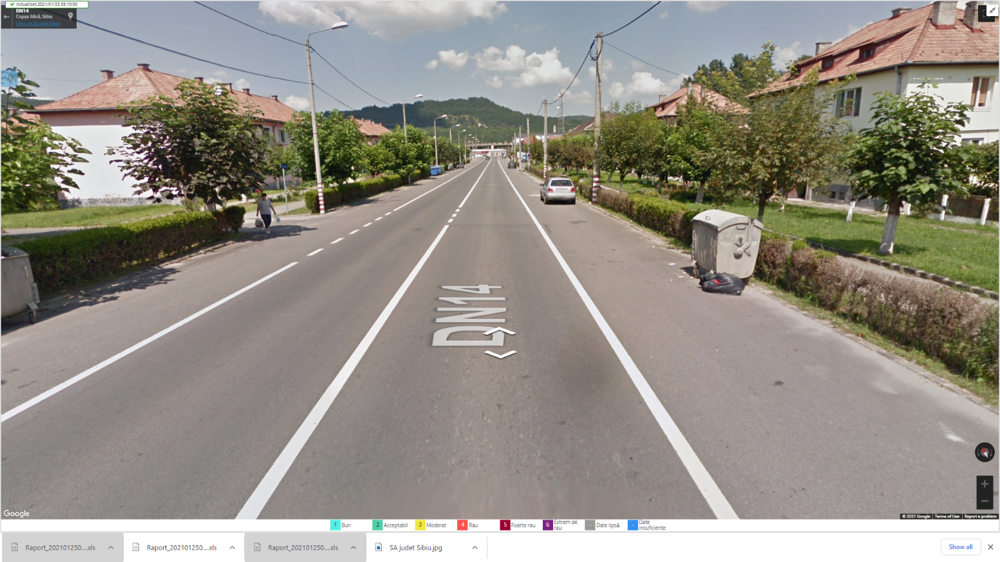 Actualizat:2021/01/25 09:10:00
DN14
Copșa Mică, Sibiu
View on Google Maps
DN14
Google
© 2021 Google
Terms of Use
Report a problem
1 Bun
2 Acceptabil
3 Moderat
4 Rau
5 Foarte rau
6 Extrem de
rau
- Date lipsă
- Date
insuficiente
Raport_202101250....xls
Raport_202101250....xls
Raport_202101250....xls
SA judet Sibiu.jpg
Show all